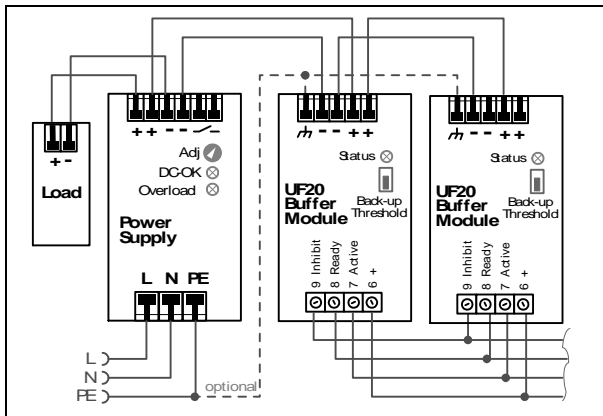 + -
Load
+ + - -
Adj
DC-OK
Overload
Power
Supply
L N PE
L
N
PE
optional
- - + +
Status
UF20
Buffer
Module
Back-up
Threshold
9 Inhibit
8 Ready
7 Active
6 +
- - + +
Status
UF20
Buffer
Module
Back-up
Threshold
9 Inhibit
8 Ready
7 Active
6 +